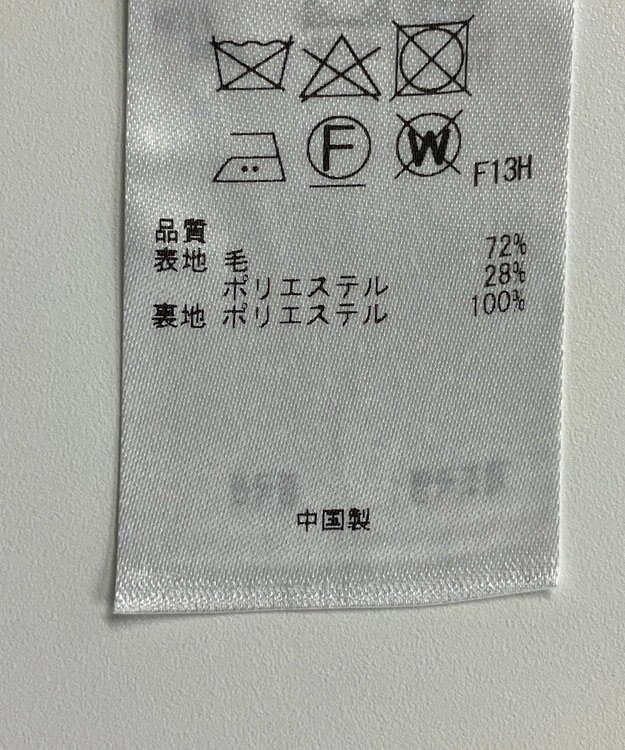 F W F13H
品質
表地 毛 72%
ポリエステル 28%
裏地 ポリエステル 100%
中国製